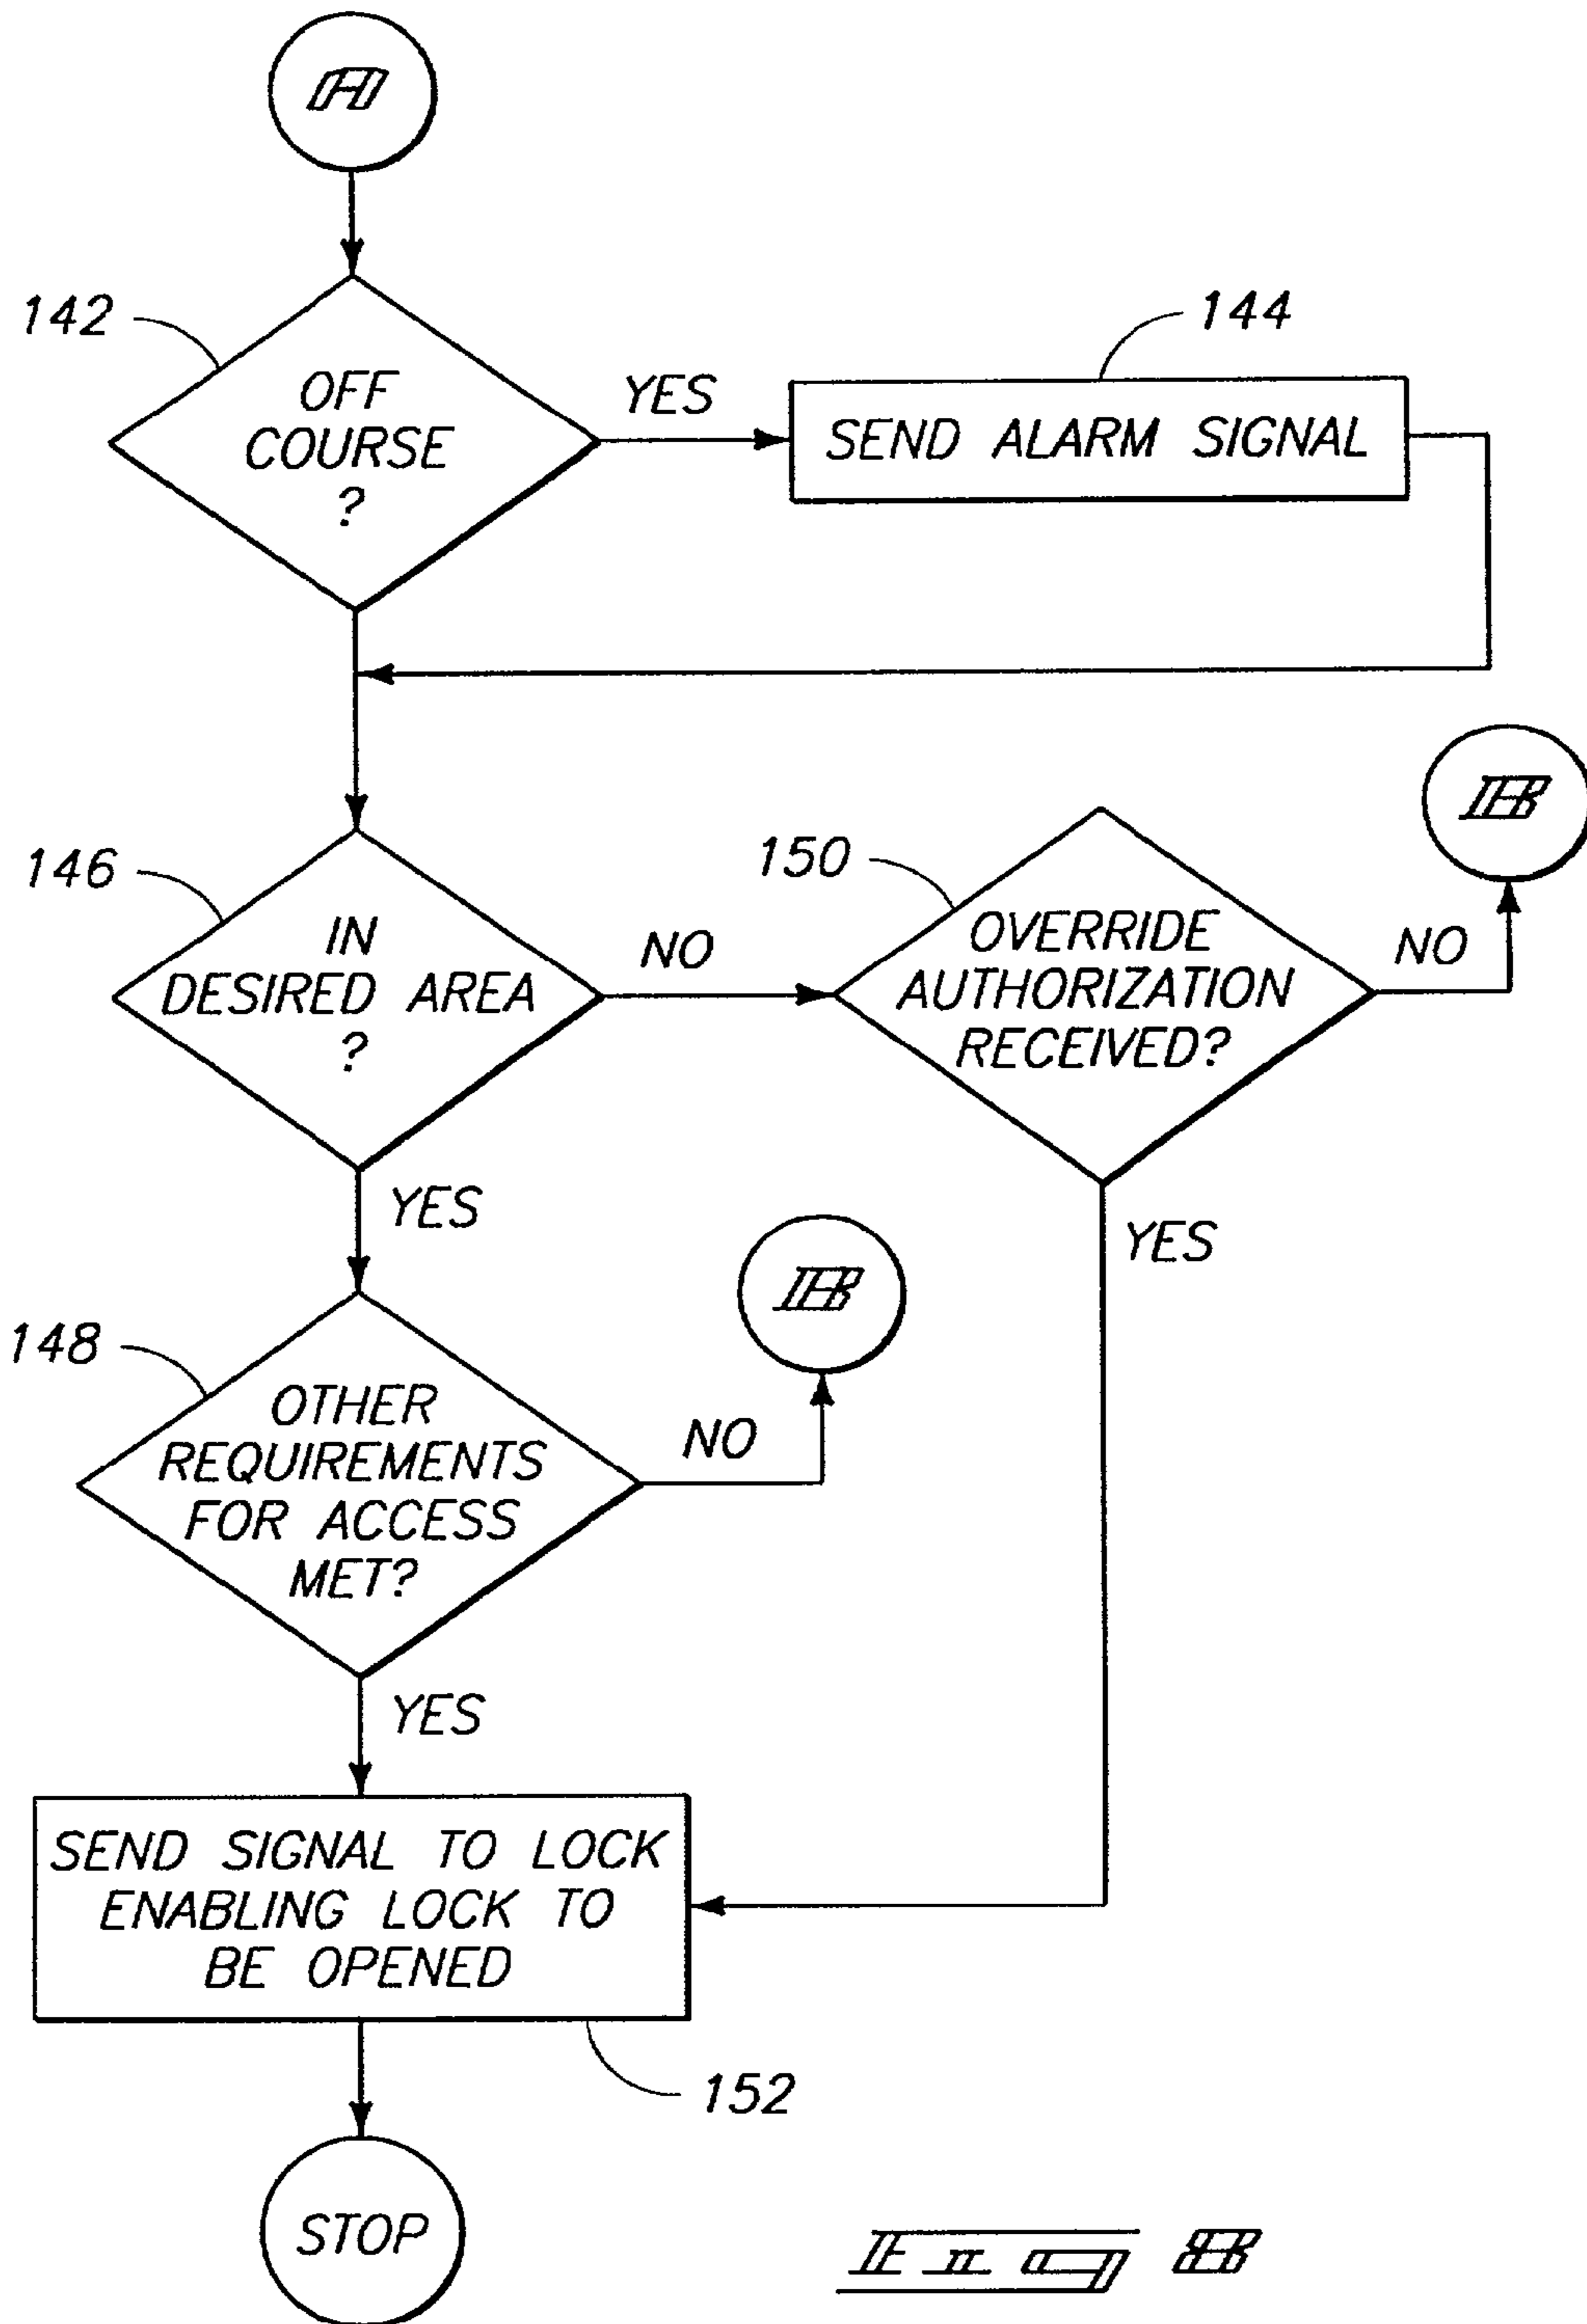 A
142
OFF
COURSE
?
YES
144
SEND ALARM SIGNAL
146
IN
DESIRED AREA
?
NO
150
OVERRIDE
AUTHORIZATION
RECEIVED?
NO
B
YES
YES
148
OTHER
REQUIREMENTS
FOR ACCESS
MET?
NO
B
YES
SEND SIGNAL TO LOCK
ENABLING LOCK TO
BE OPENED
152
STOP
Fig 8